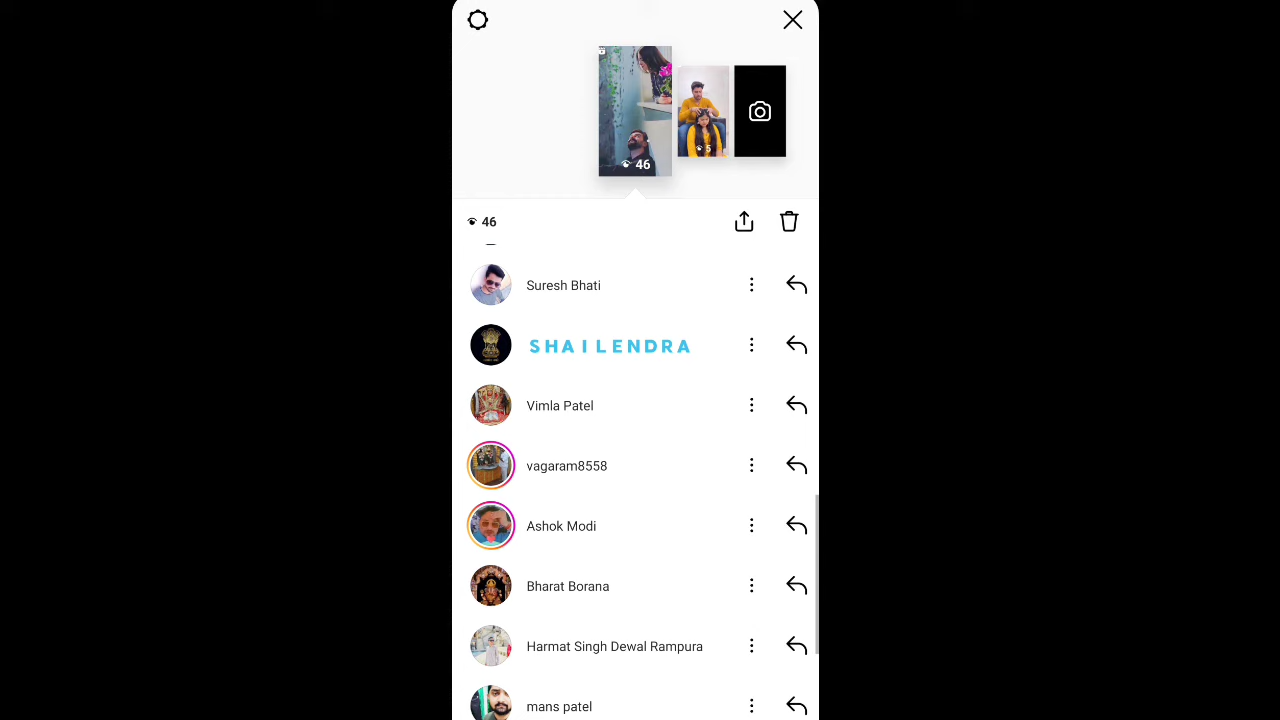 46
5
46
Suresh Bhati
SHAILENDRA
Vimla Patel
vagaram8558
Ashok Modi
Bharat Borana
Harmat Singh Dewal Rampura
mans patel